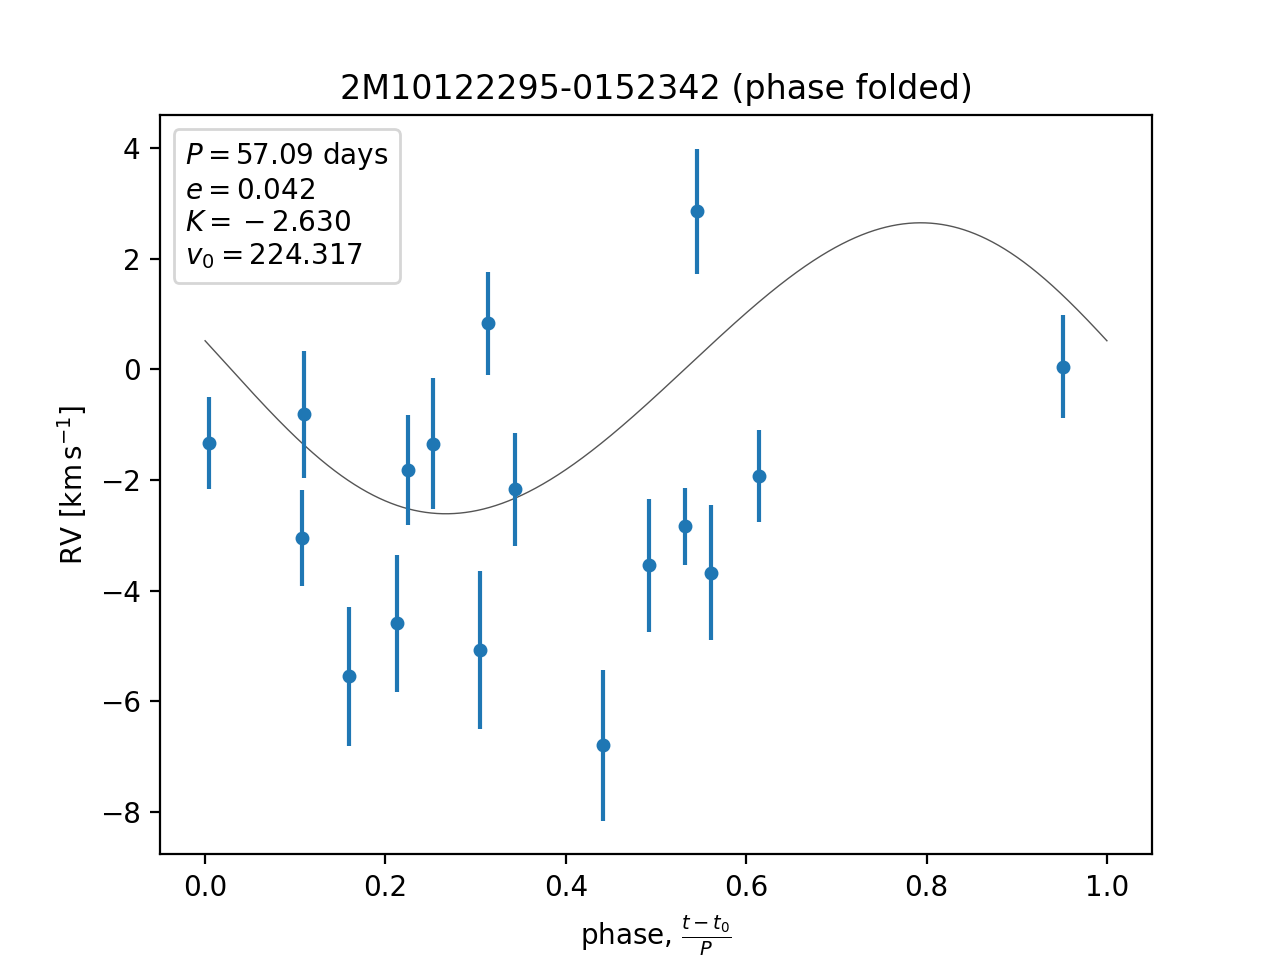 2M10122295-0152342 (phase folded)
P = 57.09 days
e = 0.042
K = −2.630
v₀ = 224.317
4
2
0
−2
−4
−6
−8
RV [km s⁻¹]
0.0 0.2 0.4 0.6 0.8 1.0
phase, (t − t₀)/P